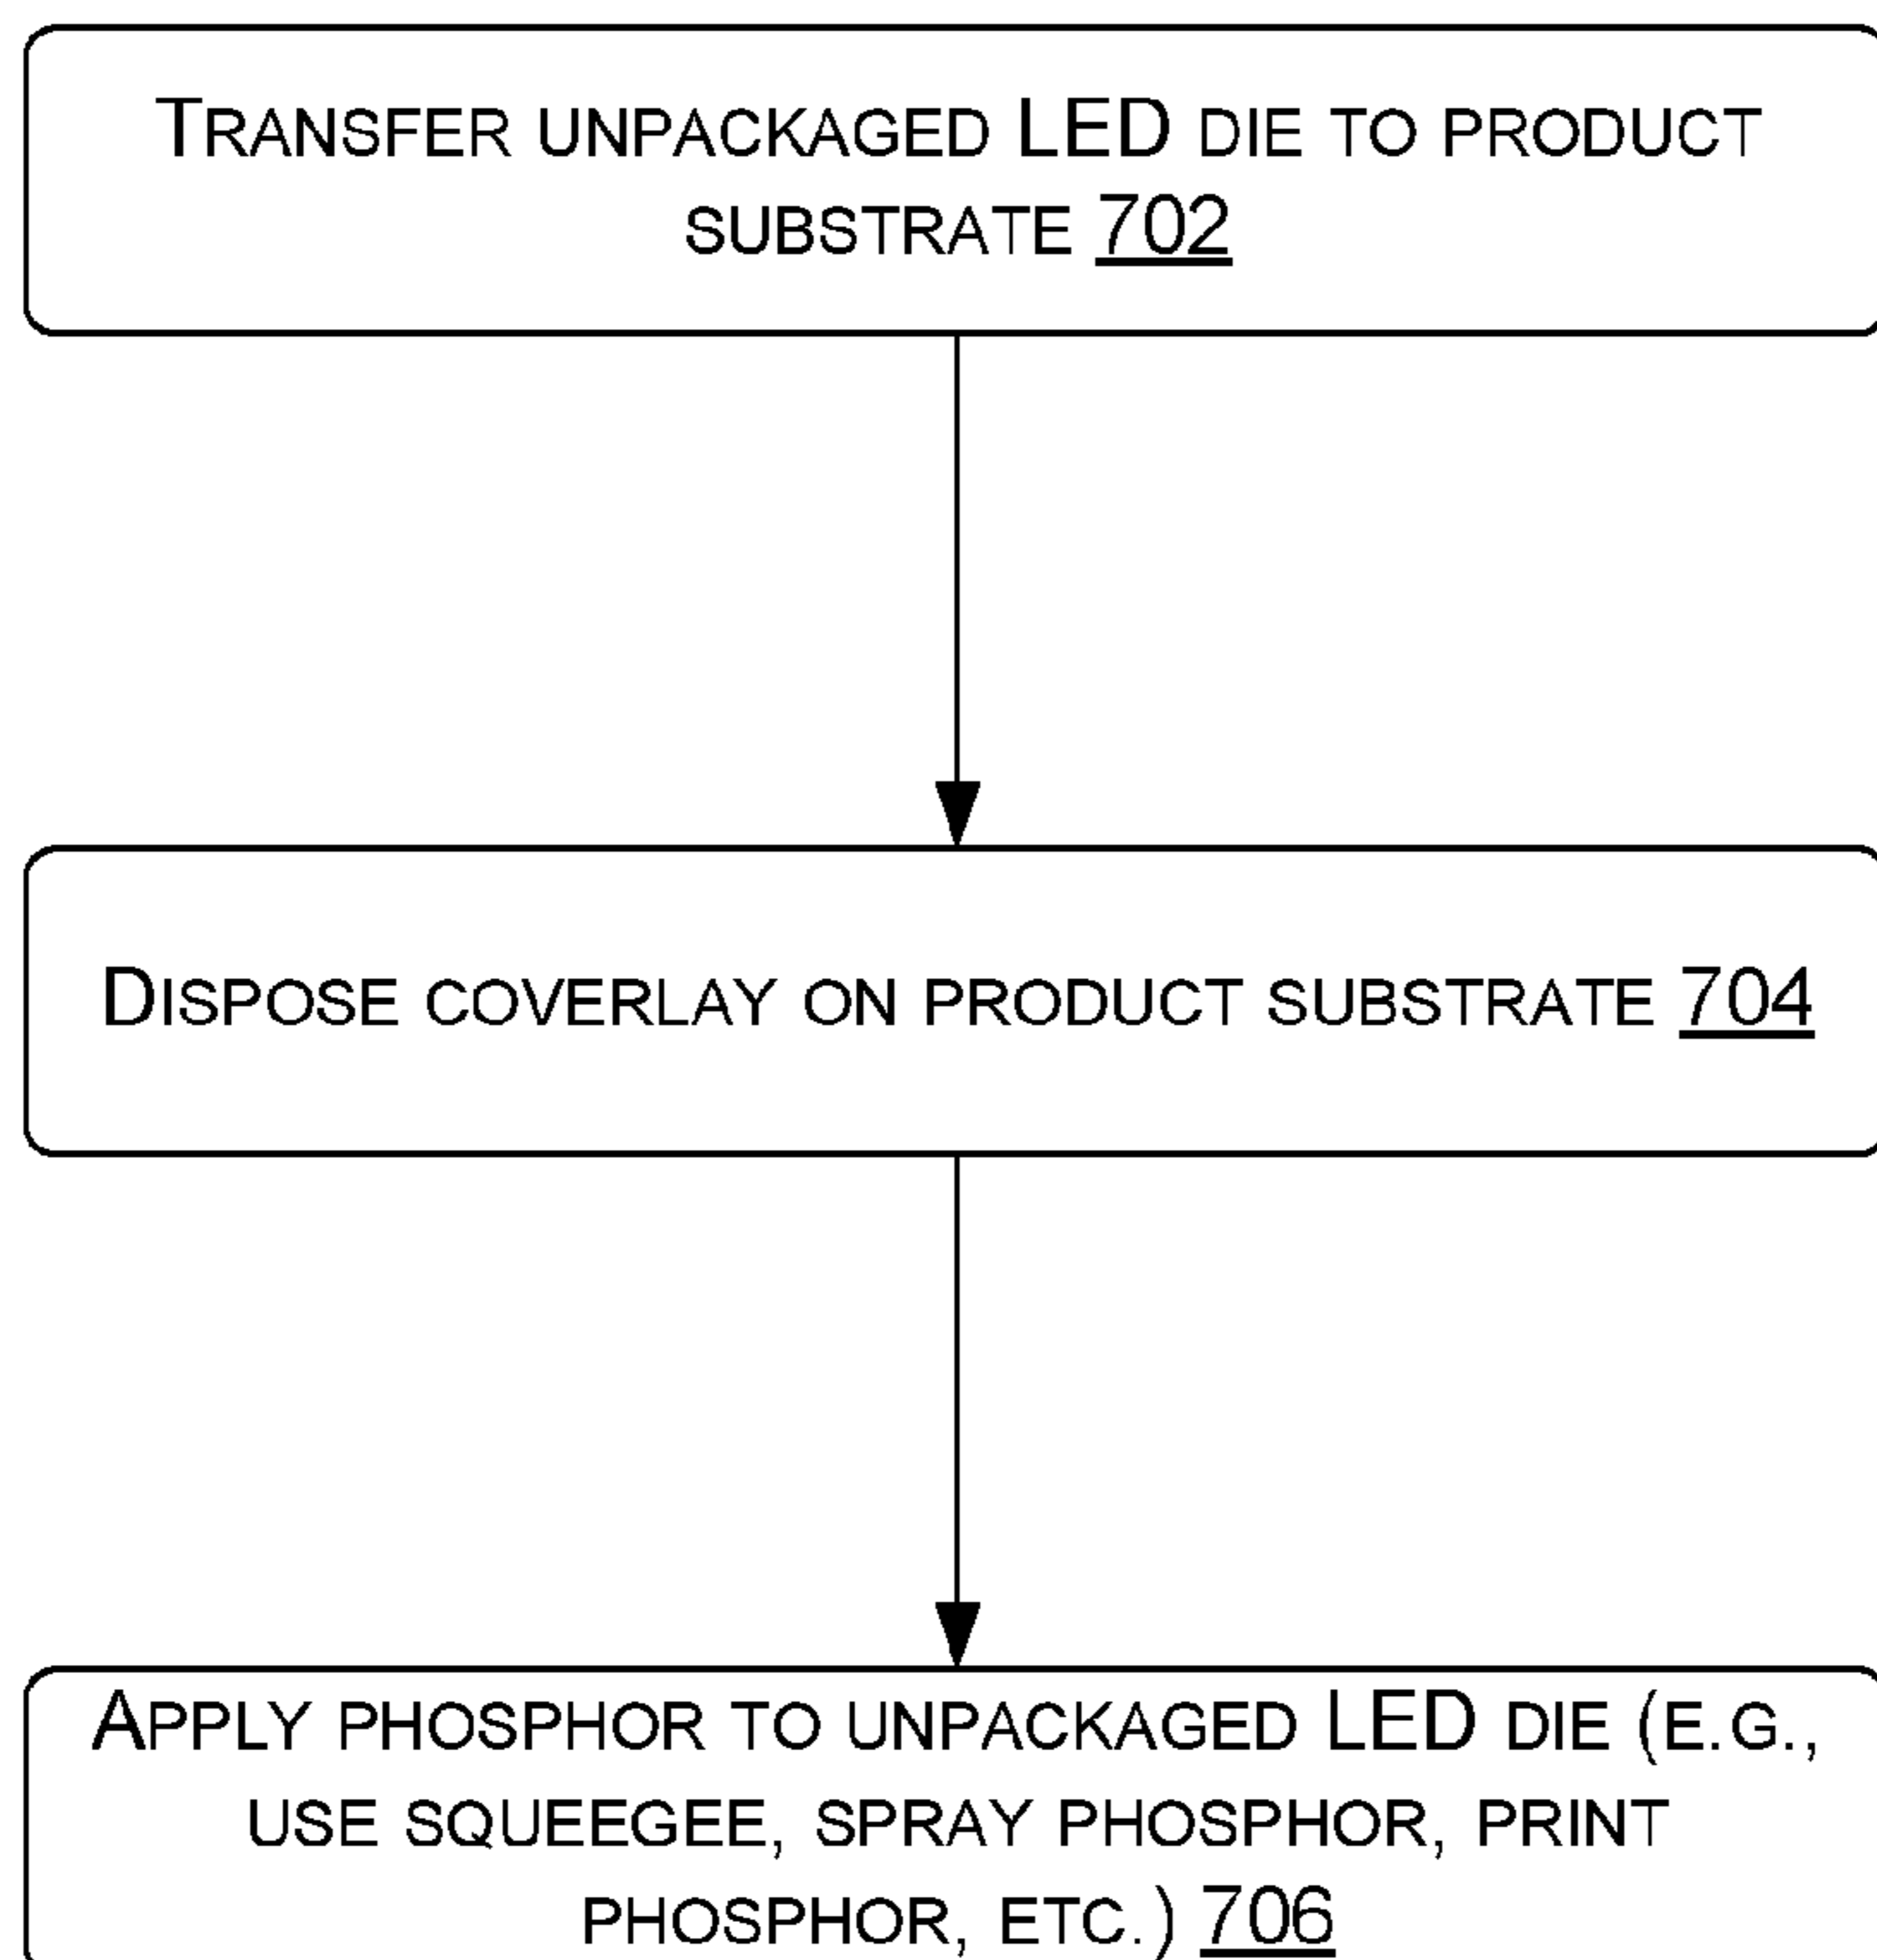 TRANSFER UNPACKAGED LED DIE TO PRODUCT
SUBSTRATE 702
DISPOSE COVERLAY ON PRODUCT SUBSTRATE 704
APPLY PHOSPHOR TO UNPACKAGED LED DIE (E.G.,
USE SQUEEGEE, SPRAY PHOSPHOR, PRINT
PHOSPHOR, ETC.) 706